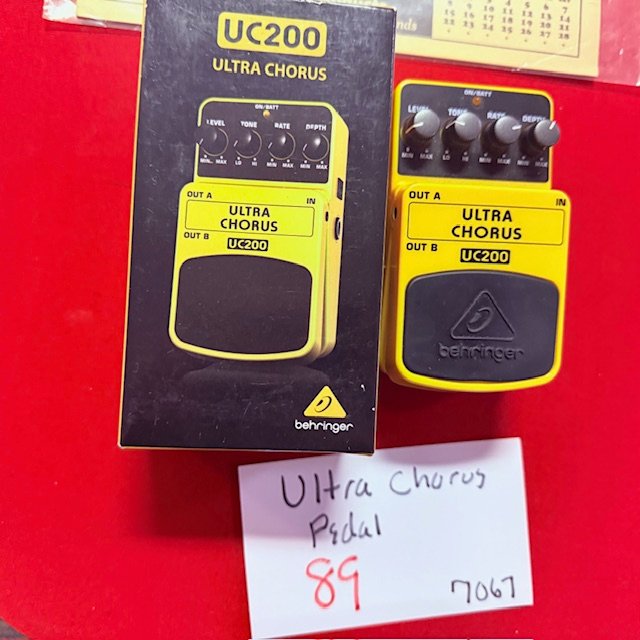 UC200
ULTRA CHORUS
ON/BATT
LEVEL TONE RATE DEPTH
MIN MAX LO HI MIN MAX MIN MAX
OUT A IN
ULTRA
CHORUS
OUT B
UC200
behringer
ON/BATT
LEVEL TONE RATE DEPTH
MIN MAX LO HI MIN MAX MIN MAX
OUT A IN
ULTRA
CHORUS
OUT B
UC200
behringer
Ultra Chorus
Pedal
89
7067